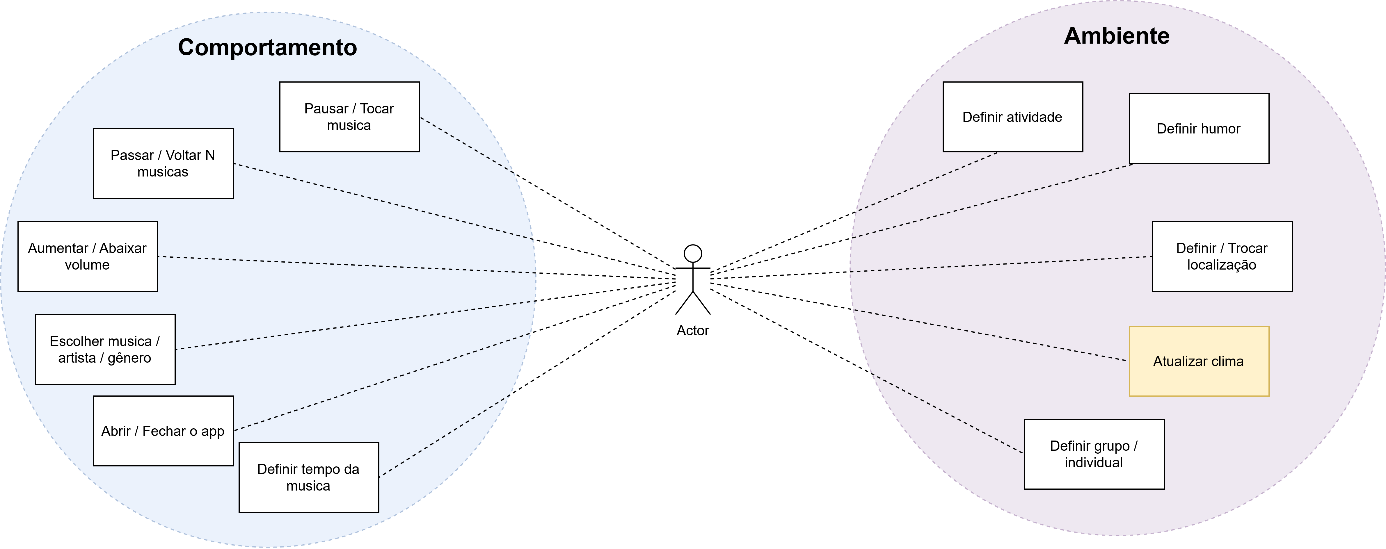 Comportamento
Pausar / Tocar
musica
Passar / Voltar N
musicas
Aumentar / Abaixar
volume
Escolher musica /
artista / gênero
Abrir / Fechar o app
Definir tempo da
musica
Actor
Ambiente
Definir atividade
Definir humor
Definir / Trocar
localização
Atualizar clima
Definir grupo /
individual